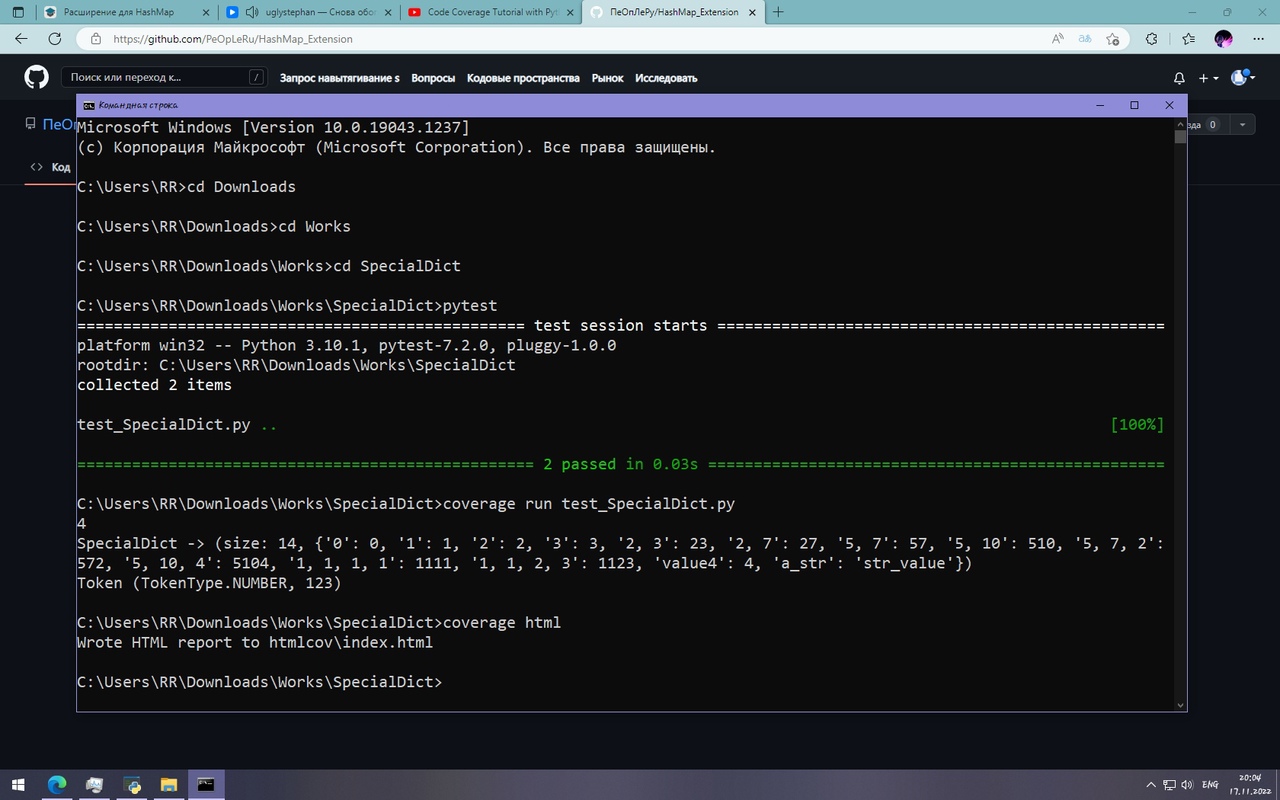 Расширение для HashMap
uglystephan — Снова обо
Code Coverage Tutorial with Pyt
ПеОпЛеРу/HashMap_Extension
https://github.com/PeOpLeRu/HashMap_Extension
Поиск или переход к... /
Запрос навытягивание s Вопросы Кодовые пространства Рынок Исследовать
Командная строка
ПеОп
зда 0
Код
Microsoft Windows [Version 10.0.19043.1237]
(c) Корпорация Майкрософт (Microsoft Corporation). Все права защищены.
C:\Users\RR>cd Downloads
C:\Users\RR\Downloads>cd Works
C:\Users\RR\Downloads\Works>cd SpecialDict
C:\Users\RR\Downloads\Works\SpecialDict>pytest
================================================= test session starts =================================================
platform win32 -- Python 3.10.1, pytest-7.2.0, pluggy-1.0.0
rootdir: C:\Users\RR\Downloads\Works\SpecialDict
collected 2 items
test_SpecialDict.py .. [100%]
================================================== 2 passed in 0.03s ==================================================
C:\Users\RR\Downloads\Works\SpecialDict>coverage run test_SpecialDict.py
4
SpecialDict -> (size: 14, {'0': 0, '1': 1, '2': 2, '3': 3, '2, 3': 23, '2, 7': 27, '5, 7': 57, '5, 10': 510, '5, 7, 2':
572, '5, 10, 4': 5104, '1, 1, 1, 1': 1111, '1, 1, 2, 3': 1123, 'value4': 4, 'a_str': 'str_value'})
Token (TokenType.NUMBER, 123)
C:\Users\RR\Downloads\Works\SpecialDict>coverage html
Wrote HTML report to htmlcov\index.html
C:\Users\RR\Downloads\Works\SpecialDict>
ENG
20:04
17.11.2022